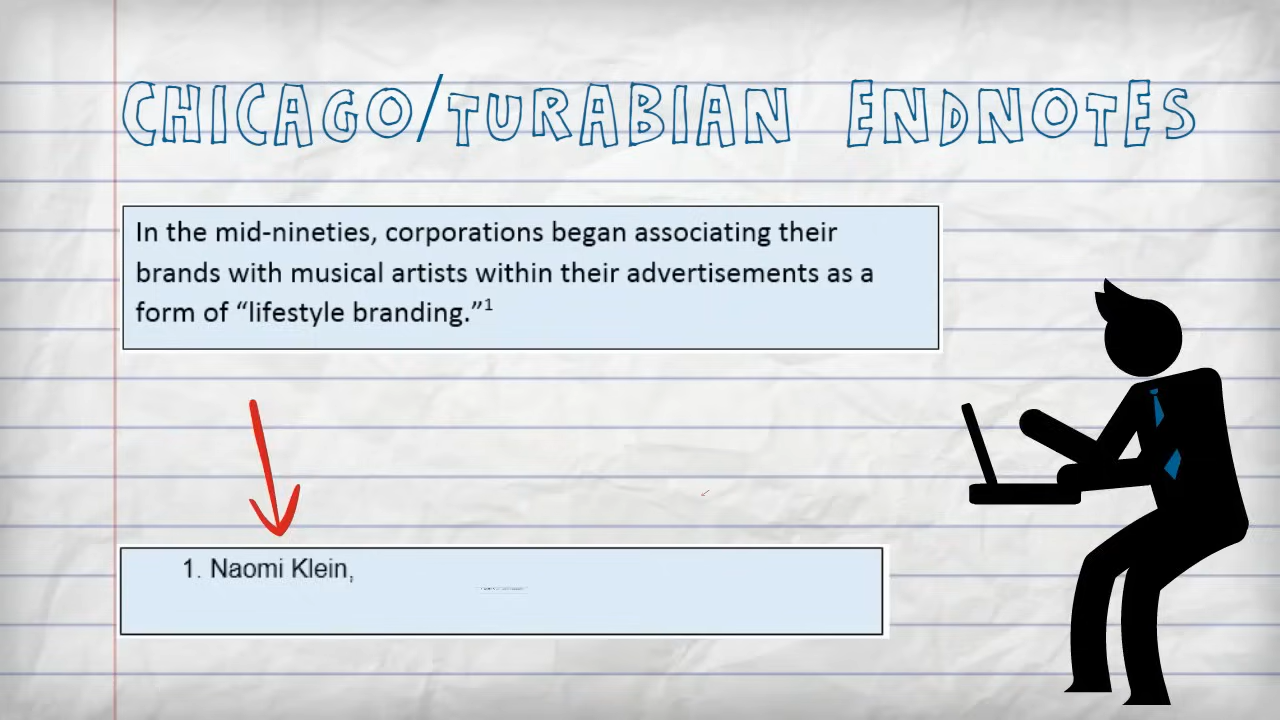 CHICAGO/TURABIAN ENDNOTES
In the mid-nineties, corporations began associating their
brands with musical artists within their advertisements as a
form of “lifestyle branding.”1
1. Naomi Klein,